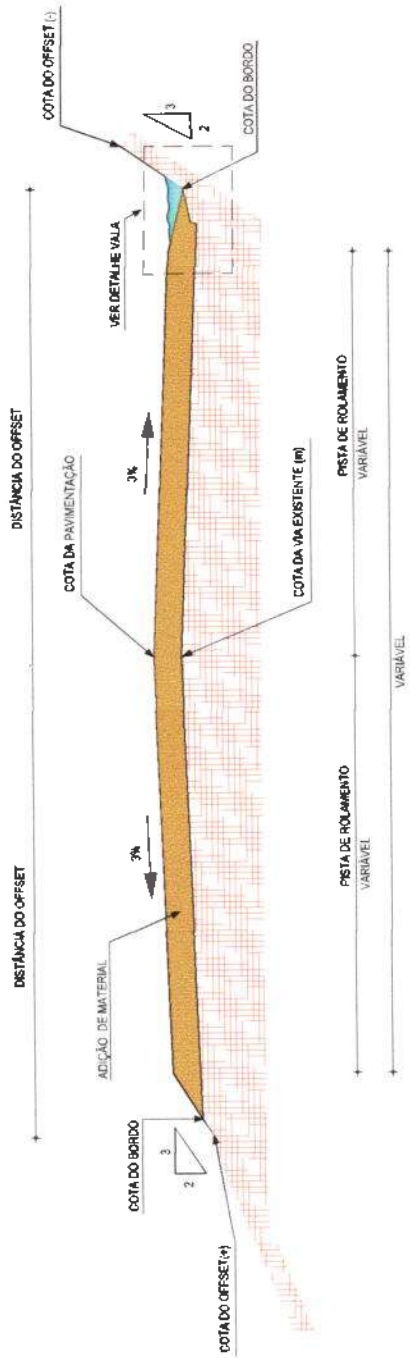 DISTÂNCIA DO OFFSET
DISTÂNCIA DO OFFSET
COTA DO OFFSET (-)
3
2
COTA DO BORDO
VER DETALHE VALA
3%
COTA DA PAVIMENTAÇÃO
3%
ADIÇÃO DE MATERIAL
COTA DO BORDO
3
2
COTA DO OFFSET(+)
COTA DA VIA EXISTENTE (m)
PISTA DE ROLAMENTO
VARIÁVEL
PISTA DE ROLAMENTO
VARIÁVEL
VARIÁVEL